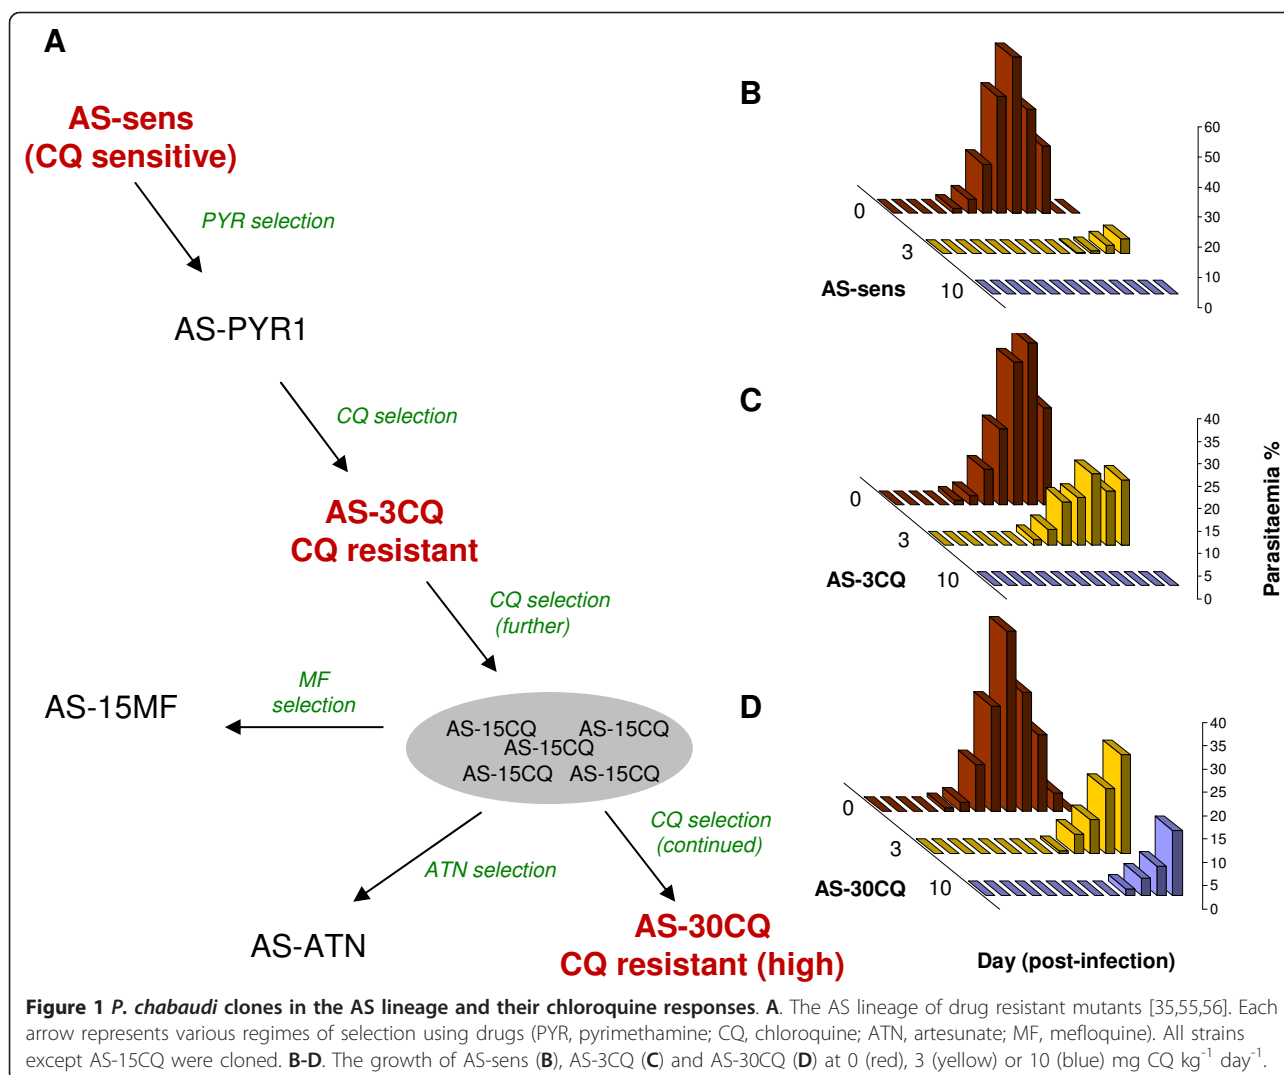 A
AS-sens
(CQ sensitive)
PYR selection
AS-PYR1
CQ selection
AS-3CQ
CQ resistant
CQ selection
(further)
MF
selection
AS-15MF
AS-15CQ AS-15CQ
AS-15CQ
AS-15CQ AS-15CQ
CQ selection
(continued)
ATN selection
AS-ATN
AS-30CQ
CQ resistant (high)
B
60
50
40
30
20
10
0
0
3
10
AS-sens
C
40
35
30
25
20
15
10
5
0
0
3
10
AS-3CQ
Parasitaemia %
D
40
35
30
25
20
15
10
5
0
0
3
10
AS-30CQ
Day (post-infection)
Figure 1 P. chabaudi clones in the AS lineage and their chloroquine responses. A. The AS lineage of drug resistant mutants [35,55,56]. Each
arrow represents various regimes of selection using drugs (PYR, pyrimethamine; CQ, chloroquine; ATN, artesunate; MF, mefloquine). All strains
except AS-15CQ were cloned. B-D. The growth of AS-sens (B), AS-3CQ (C) and AS-30CQ (D) at 0 (red), 3 (yellow) or 10 (blue) mg CQ kg⁻¹ day⁻¹.